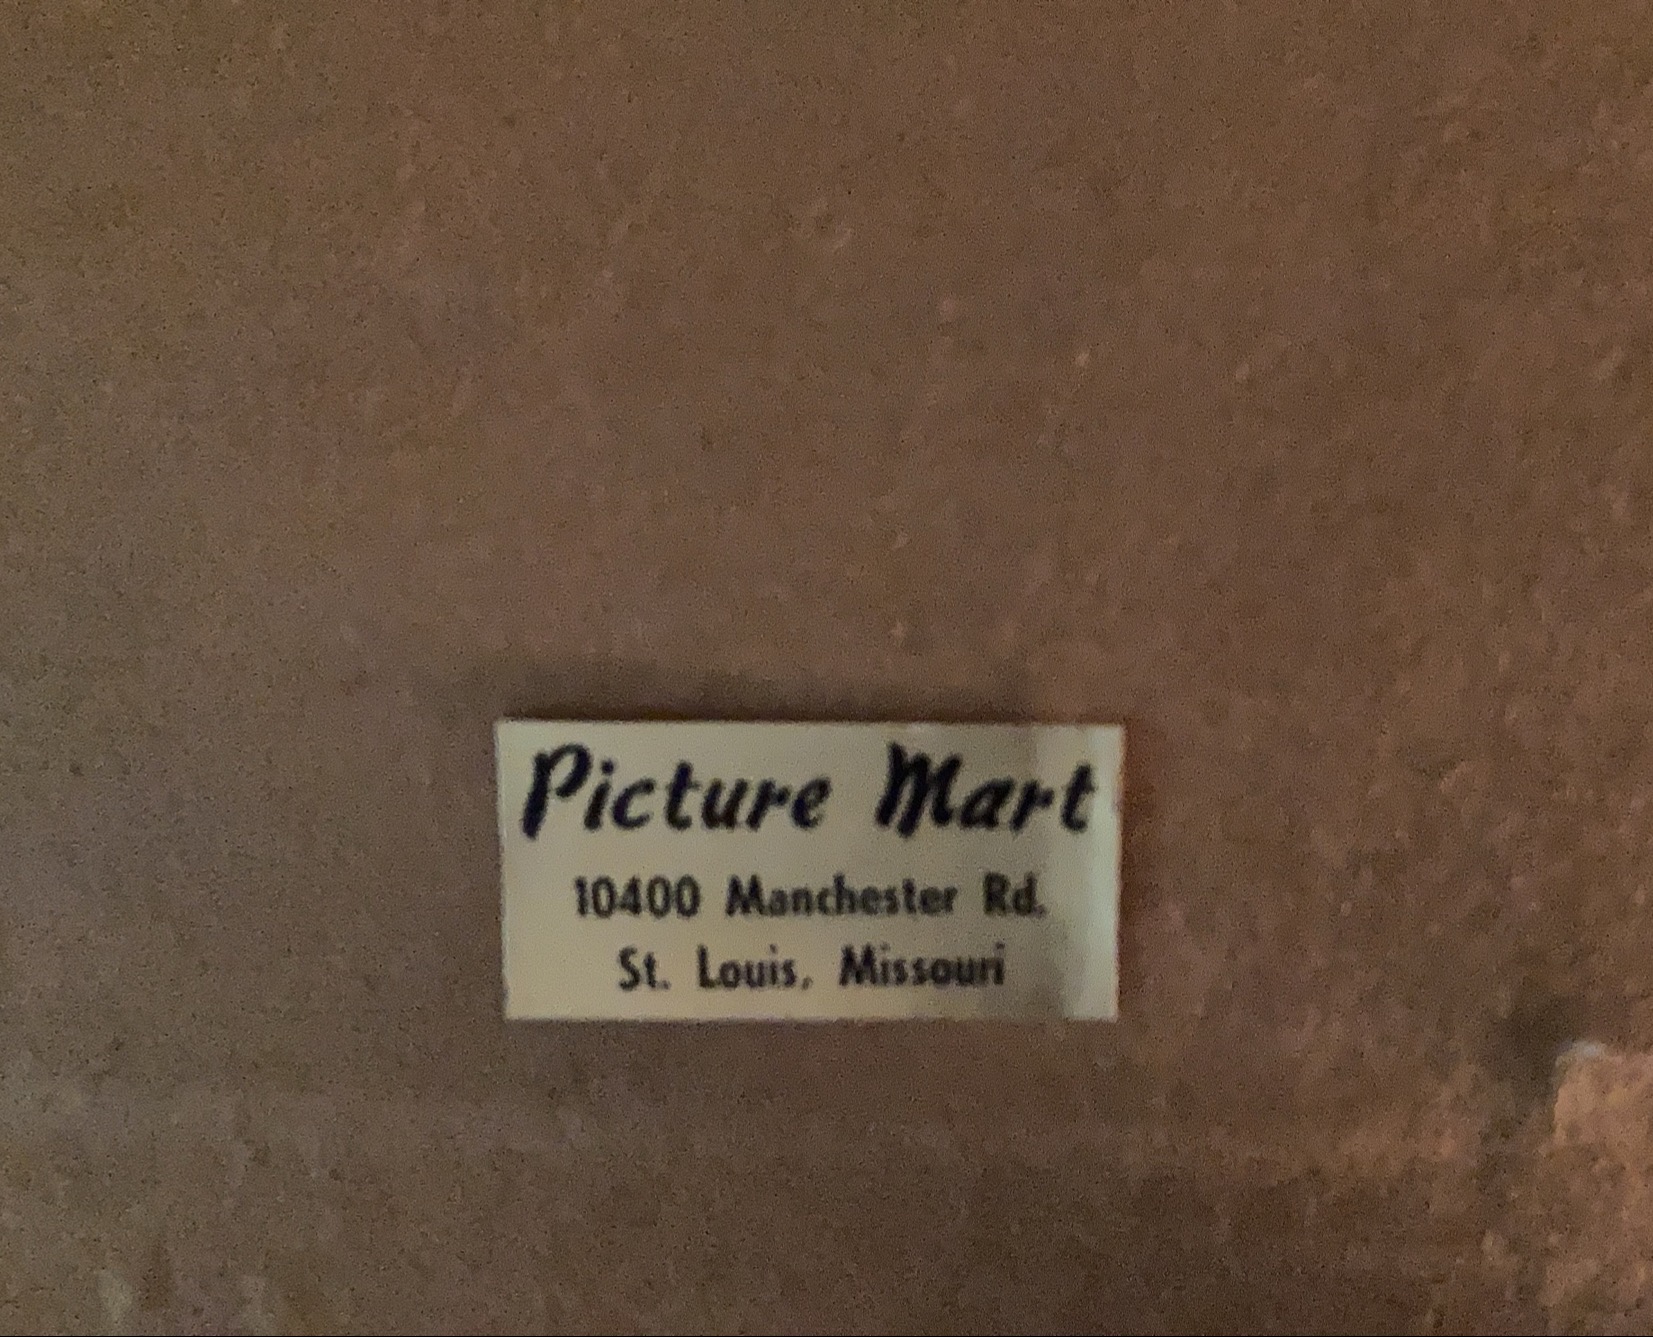 Picture Mart
10400 Manchester Rd.
St. Louis, Missouri